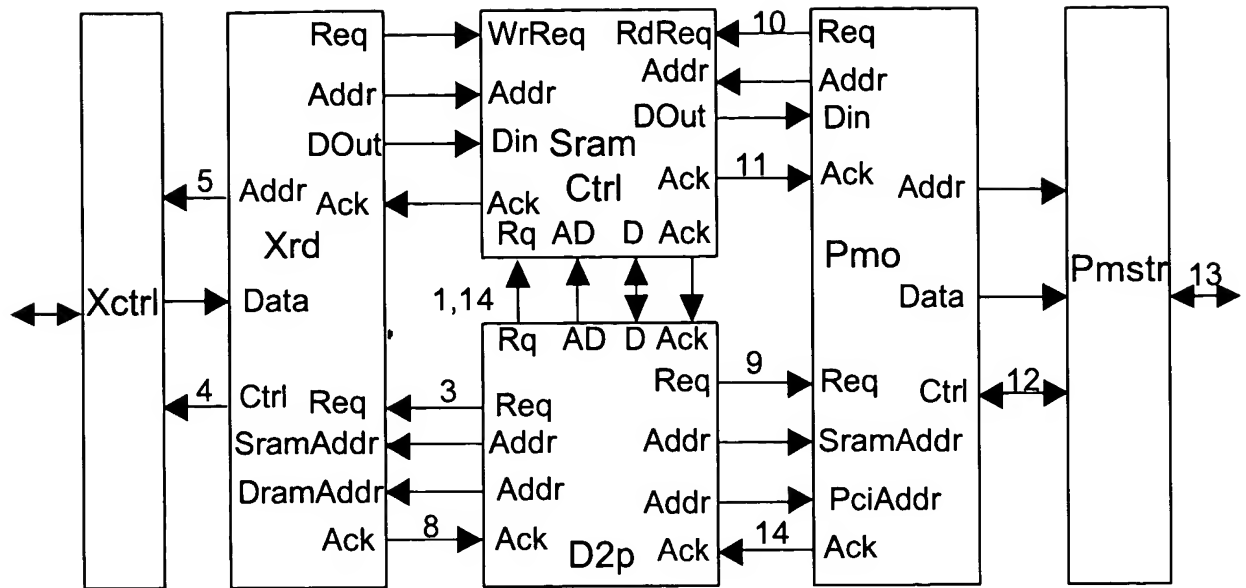 Req WrReq RdReq 10 Req
Addr Addr Addr Addr
DOut Din DOut Din
Sram
5 Addr Ack Ack Ctrl Ack 11 Ack Addr
Xrd Rq AD D Ack Pmo Pmstr 13
Xctrl Data 1,14 Data
Rq AD D Ack
4 Ctrl Req 3 Req Req 9 Req Ctrl 12
SramAddr Addr Addr SramAddr
DramAddr Addr Addr PciAddr
Ack 8 Ack D2p Ack 14 Ack